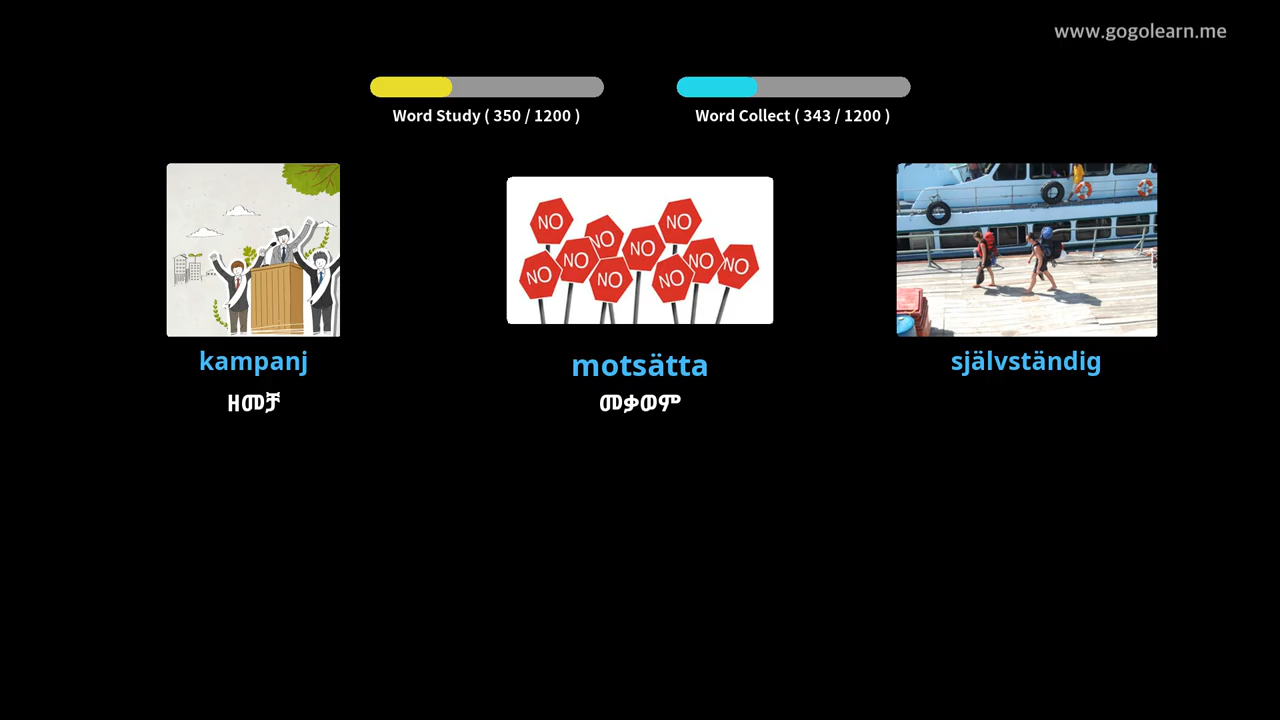 www.gogolearn.me
Word Study ( 350 / 1200 )
Word Collect ( 343 / 1200 )
NO
NO
NO
NO
NO
NO
NO
NO
NO
NO
kampanj
motsätta
självständig
ዘመቻ
መቃወም